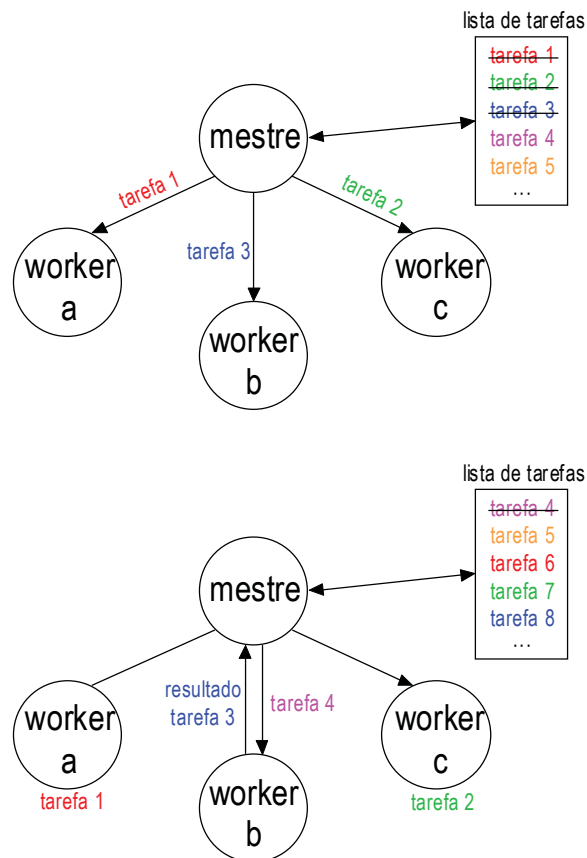 lista de tarefas
tarefa 1
tarefa 2
tarefa 3
tarefa 4
tarefa 5
...
mestre
tarefa 1
tarefa 2
tarefa 3
worker
a
worker
b
worker
c
lista de tarefas
tarefa 4
tarefa 5
tarefa 6
tarefa 7
tarefa 8
...
mestre
resultado
tarefa 3
tarefa 4
worker
a
tarefa 1
worker
b
worker
c
tarefa 2